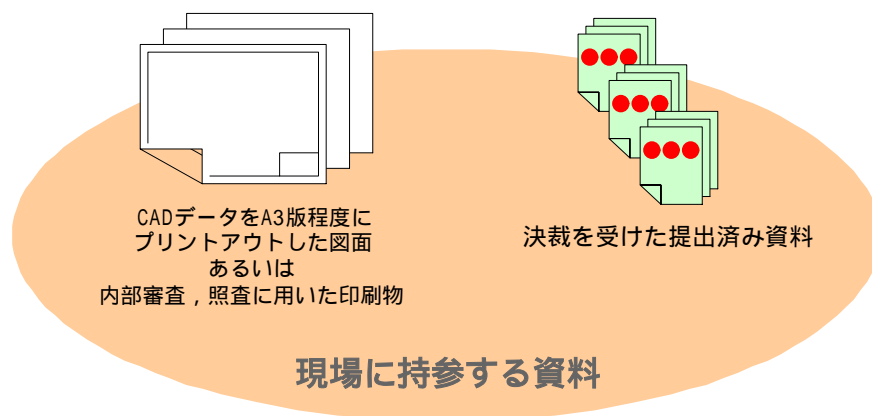 CADデータをA3版程度に
プリントアウトした図面
あるいは
内部審査，照査に用いた印刷物
決裁を受けた提出済み資料
現場に持参する資料